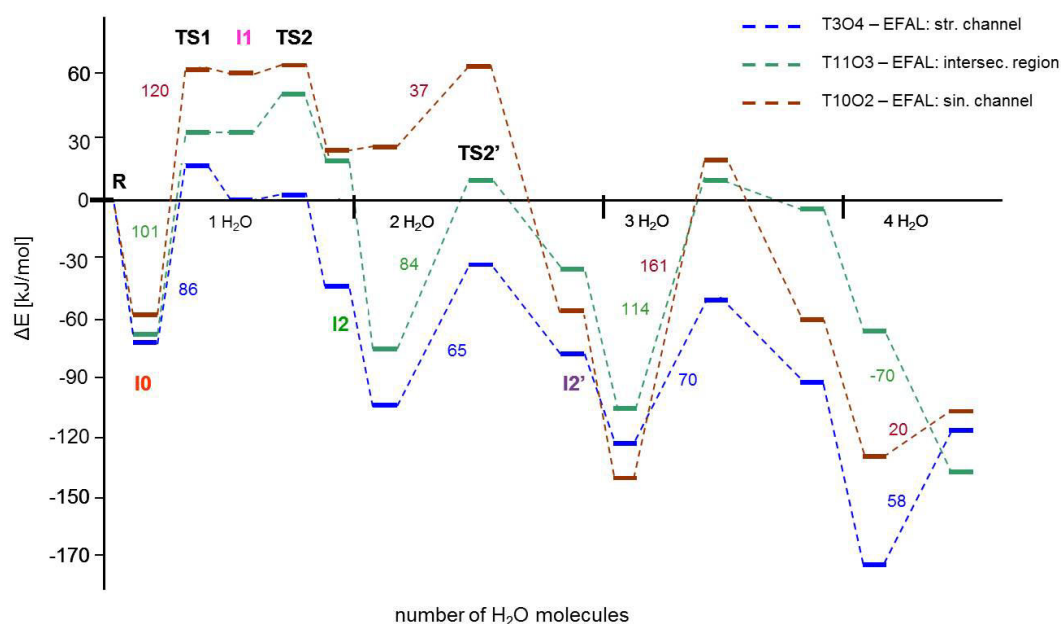 T3O4 – EFAL: str. channel
T11O3 – EFAL: intersec. region
T10O2 – EFAL: sin. channel
TS1
I1
TS2
60
120
37
30
TS2'
R
0
1 H₂O
2 H₂O
3 H₂O
4 H₂O
101
84
161
-30
86
114
ΔE [kJ/mol]
-60
I2
65
-70
I0
I2'
70
-90
20
-120
-150
58
-170
number of H₂O molecules